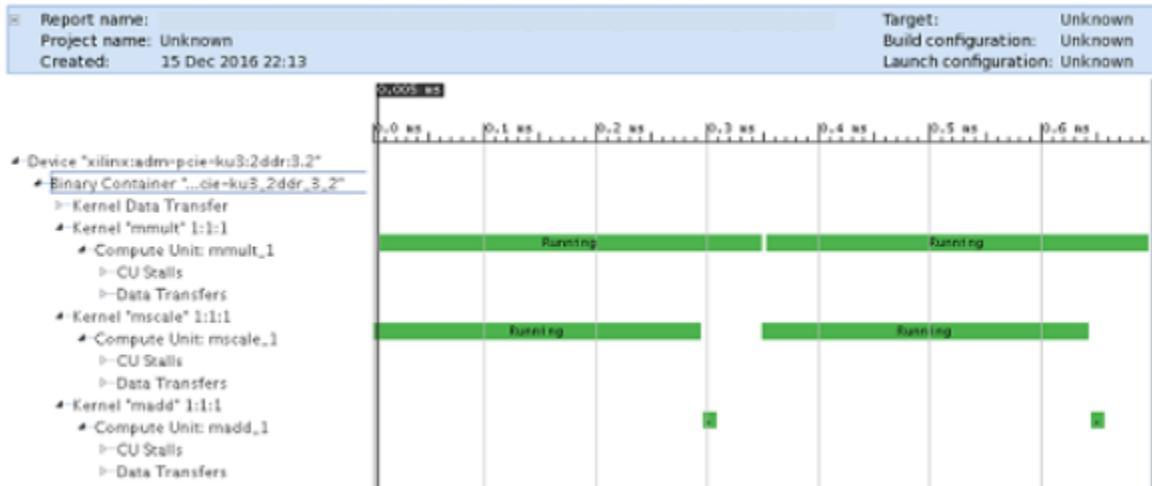 Report name:
Target: Unknown
Project name: Unknown
Build configuration: Unknown
Created: 15 Dec 2016 22:13
Launch configuration: Unknown
0.005 ms
0.0 ms 0.1 ms 0.2 ms 0.3 ms 0.4 ms 0.5 ms 0.6 ms
Device "xilinx:adm-pcie-ku3:2ddr:3.2"
Binary Container "...cie-ku3_2ddr_3_2"
Kernel Data Transfer
Kernel "mmult" 1:1:1
Compute Unit: mmult_1 Running Running
CU Stalls
Data Transfers
Kernel "mscale" 1:1:1
Compute Unit: mscale_1 Running Running
CU Stalls
Data Transfers
Kernel "madd" 1:1:1
Compute Unit: madd_1
CU Stalls
Data Transfers